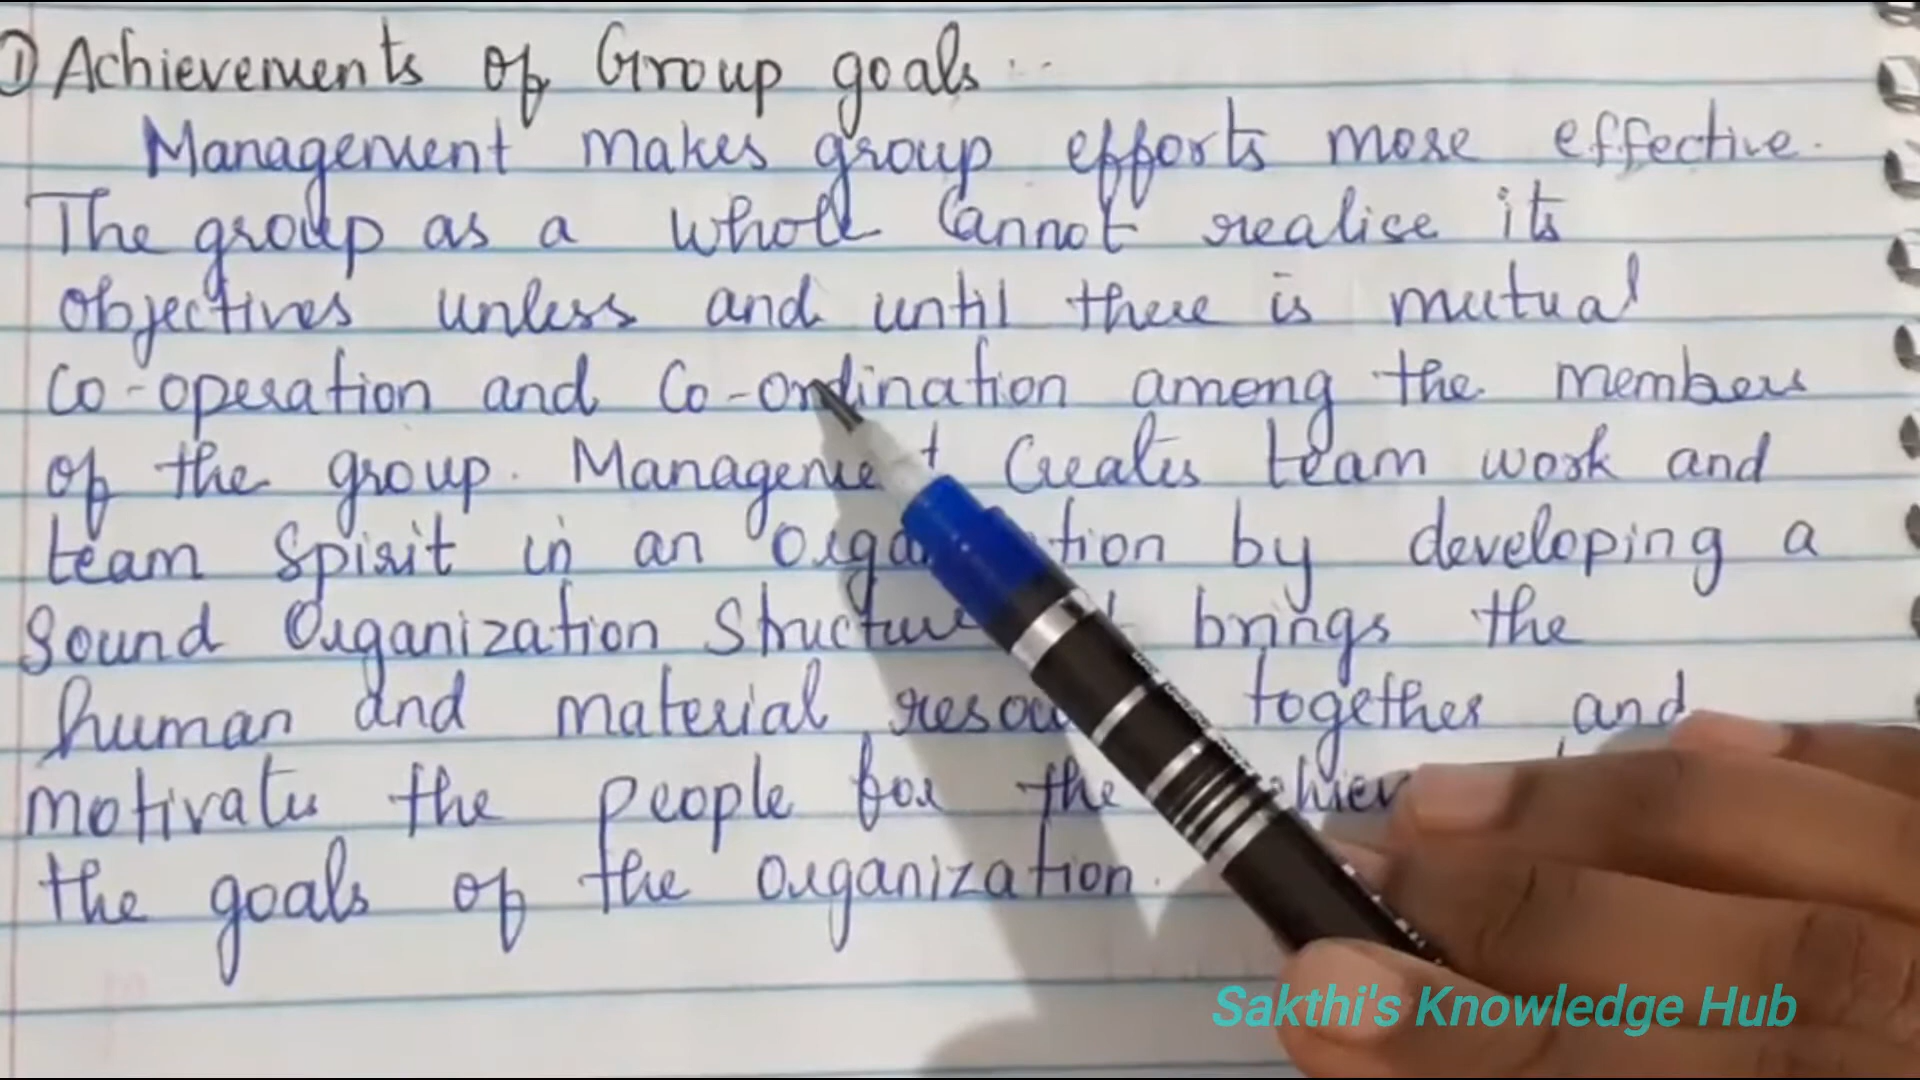 1) Achievements of Group goals:-
Management makes group efforts more effective.
The group as a whole cannot realise its
objectives unless and until there is mutual
co-operation and co-ordination among the members
of the group. Management creates team work and
team spirit in an by developing a
sound organization structure brings the
human and material together and
motivates the people for the
the goals of the organization.
Sakthi's Knowledge Hub